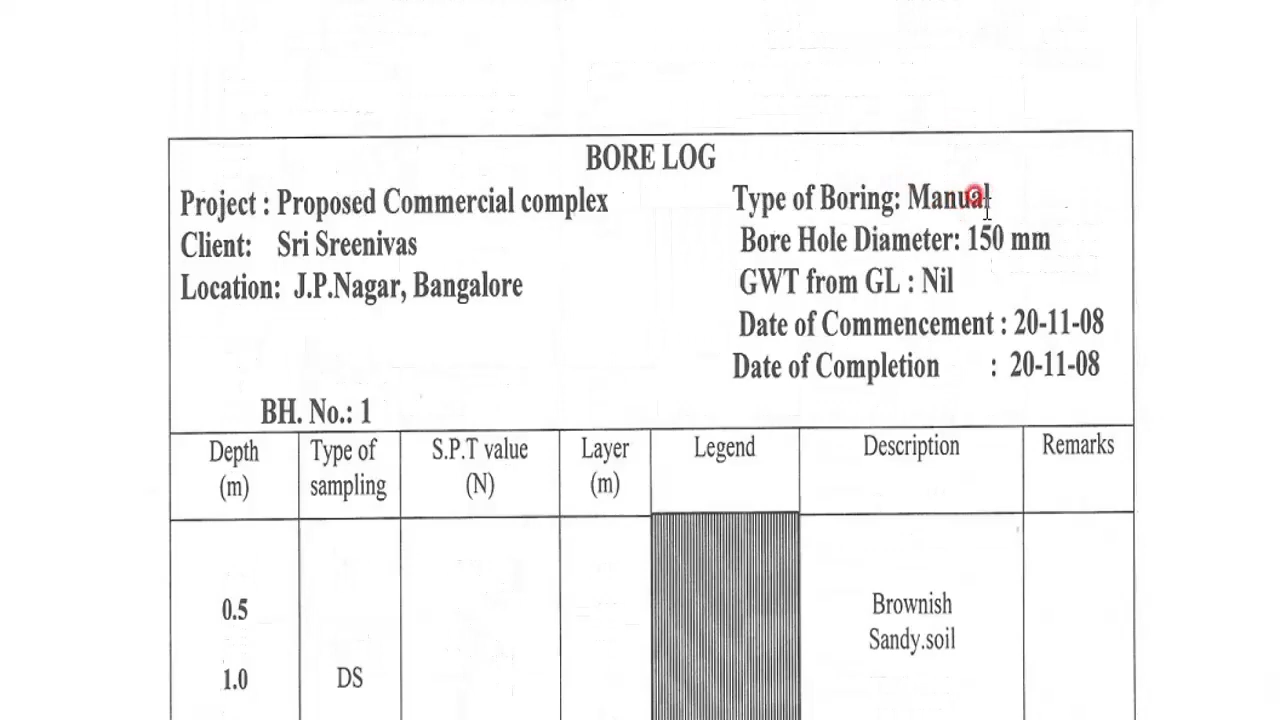 BORE LOG
Project : Proposed Commercial complex
Type of Boring: Manual
Client: Sri Sreenivas
Bore Hole Diameter: 150 mm
Location: J.P.Nagar, Bangalore
GWT from GL : Nil
Date of Commencement : 20-11-08
Date of Completion : 20-11-08
BH. No.: 1
Depth (m)
Type of sampling
S.P.T value (N)
Layer (m)
Legend
Description
Remarks
0.5
Brownish
Sandy.soil
1.0
DS